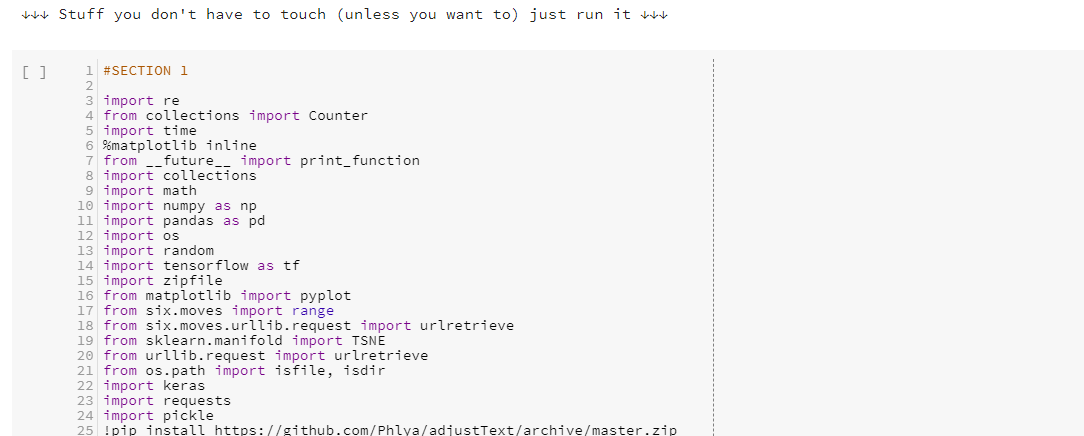 ↓↓↓ Stuff you don't have to touch (unless you want to) just run it ↓↓↓
[ ]
1 #SECTION 1
2
3 import re
4 from collections import Counter
5 import time
6 %matplotlib inline
7 from __future__ import print_function
8 import collections
9 import math
10 import numpy as np
11 import pandas as pd
12 import os
13 import random
14 import tensorflow as tf
15 import zipfile
16 from matplotlib import pyplot
17 from six.moves import range
18 from six.moves.urllib.request import urlretrieve
19 from sklearn.manifold import TSNE
20 from urllib.request import urlretrieve
21 from os.path import isfile, isdir
22 import keras
23 import requests
24 import pickle
25 !pip install https://github.com/Phlya/adjustText/archive/master.zip